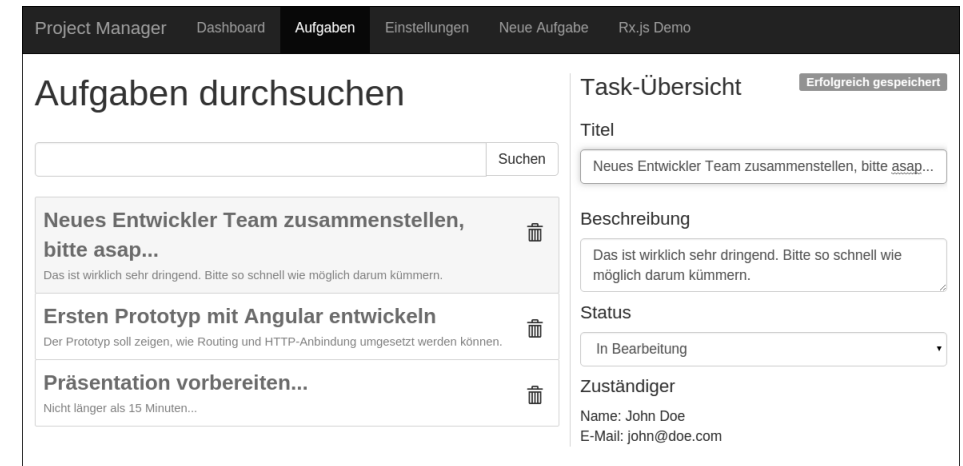 Project Manager Dashboard Aufgaben Einstellungen Neue Aufgabe Rx.js Demo
Aufgaben durchsuchen
Suchen
Neues Entwickler Team zusammenstellen,
bitte asap...
Das ist wirklich sehr dringend. Bitte so schnell wie möglich darum kümmern.
Ersten Prototyp mit Angular entwickeln
Der Prototyp soll zeigen, wie Routing und HTTP-Anbindung umgesetzt werden können.
Präsentation vorbereiten...
Nicht länger als 15 Minuten...
Task-Übersicht
Erfolgreich gespeichert
Titel
Neues Entwickler Team zusammenstellen, bitte asap...
Beschreibung
Das ist wirklich sehr dringend. Bitte so schnell wie
möglich darum kümmern.
Status
In Bearbeitung
Zuständiger
Name: John Doe
E-Mail: john@doe.com